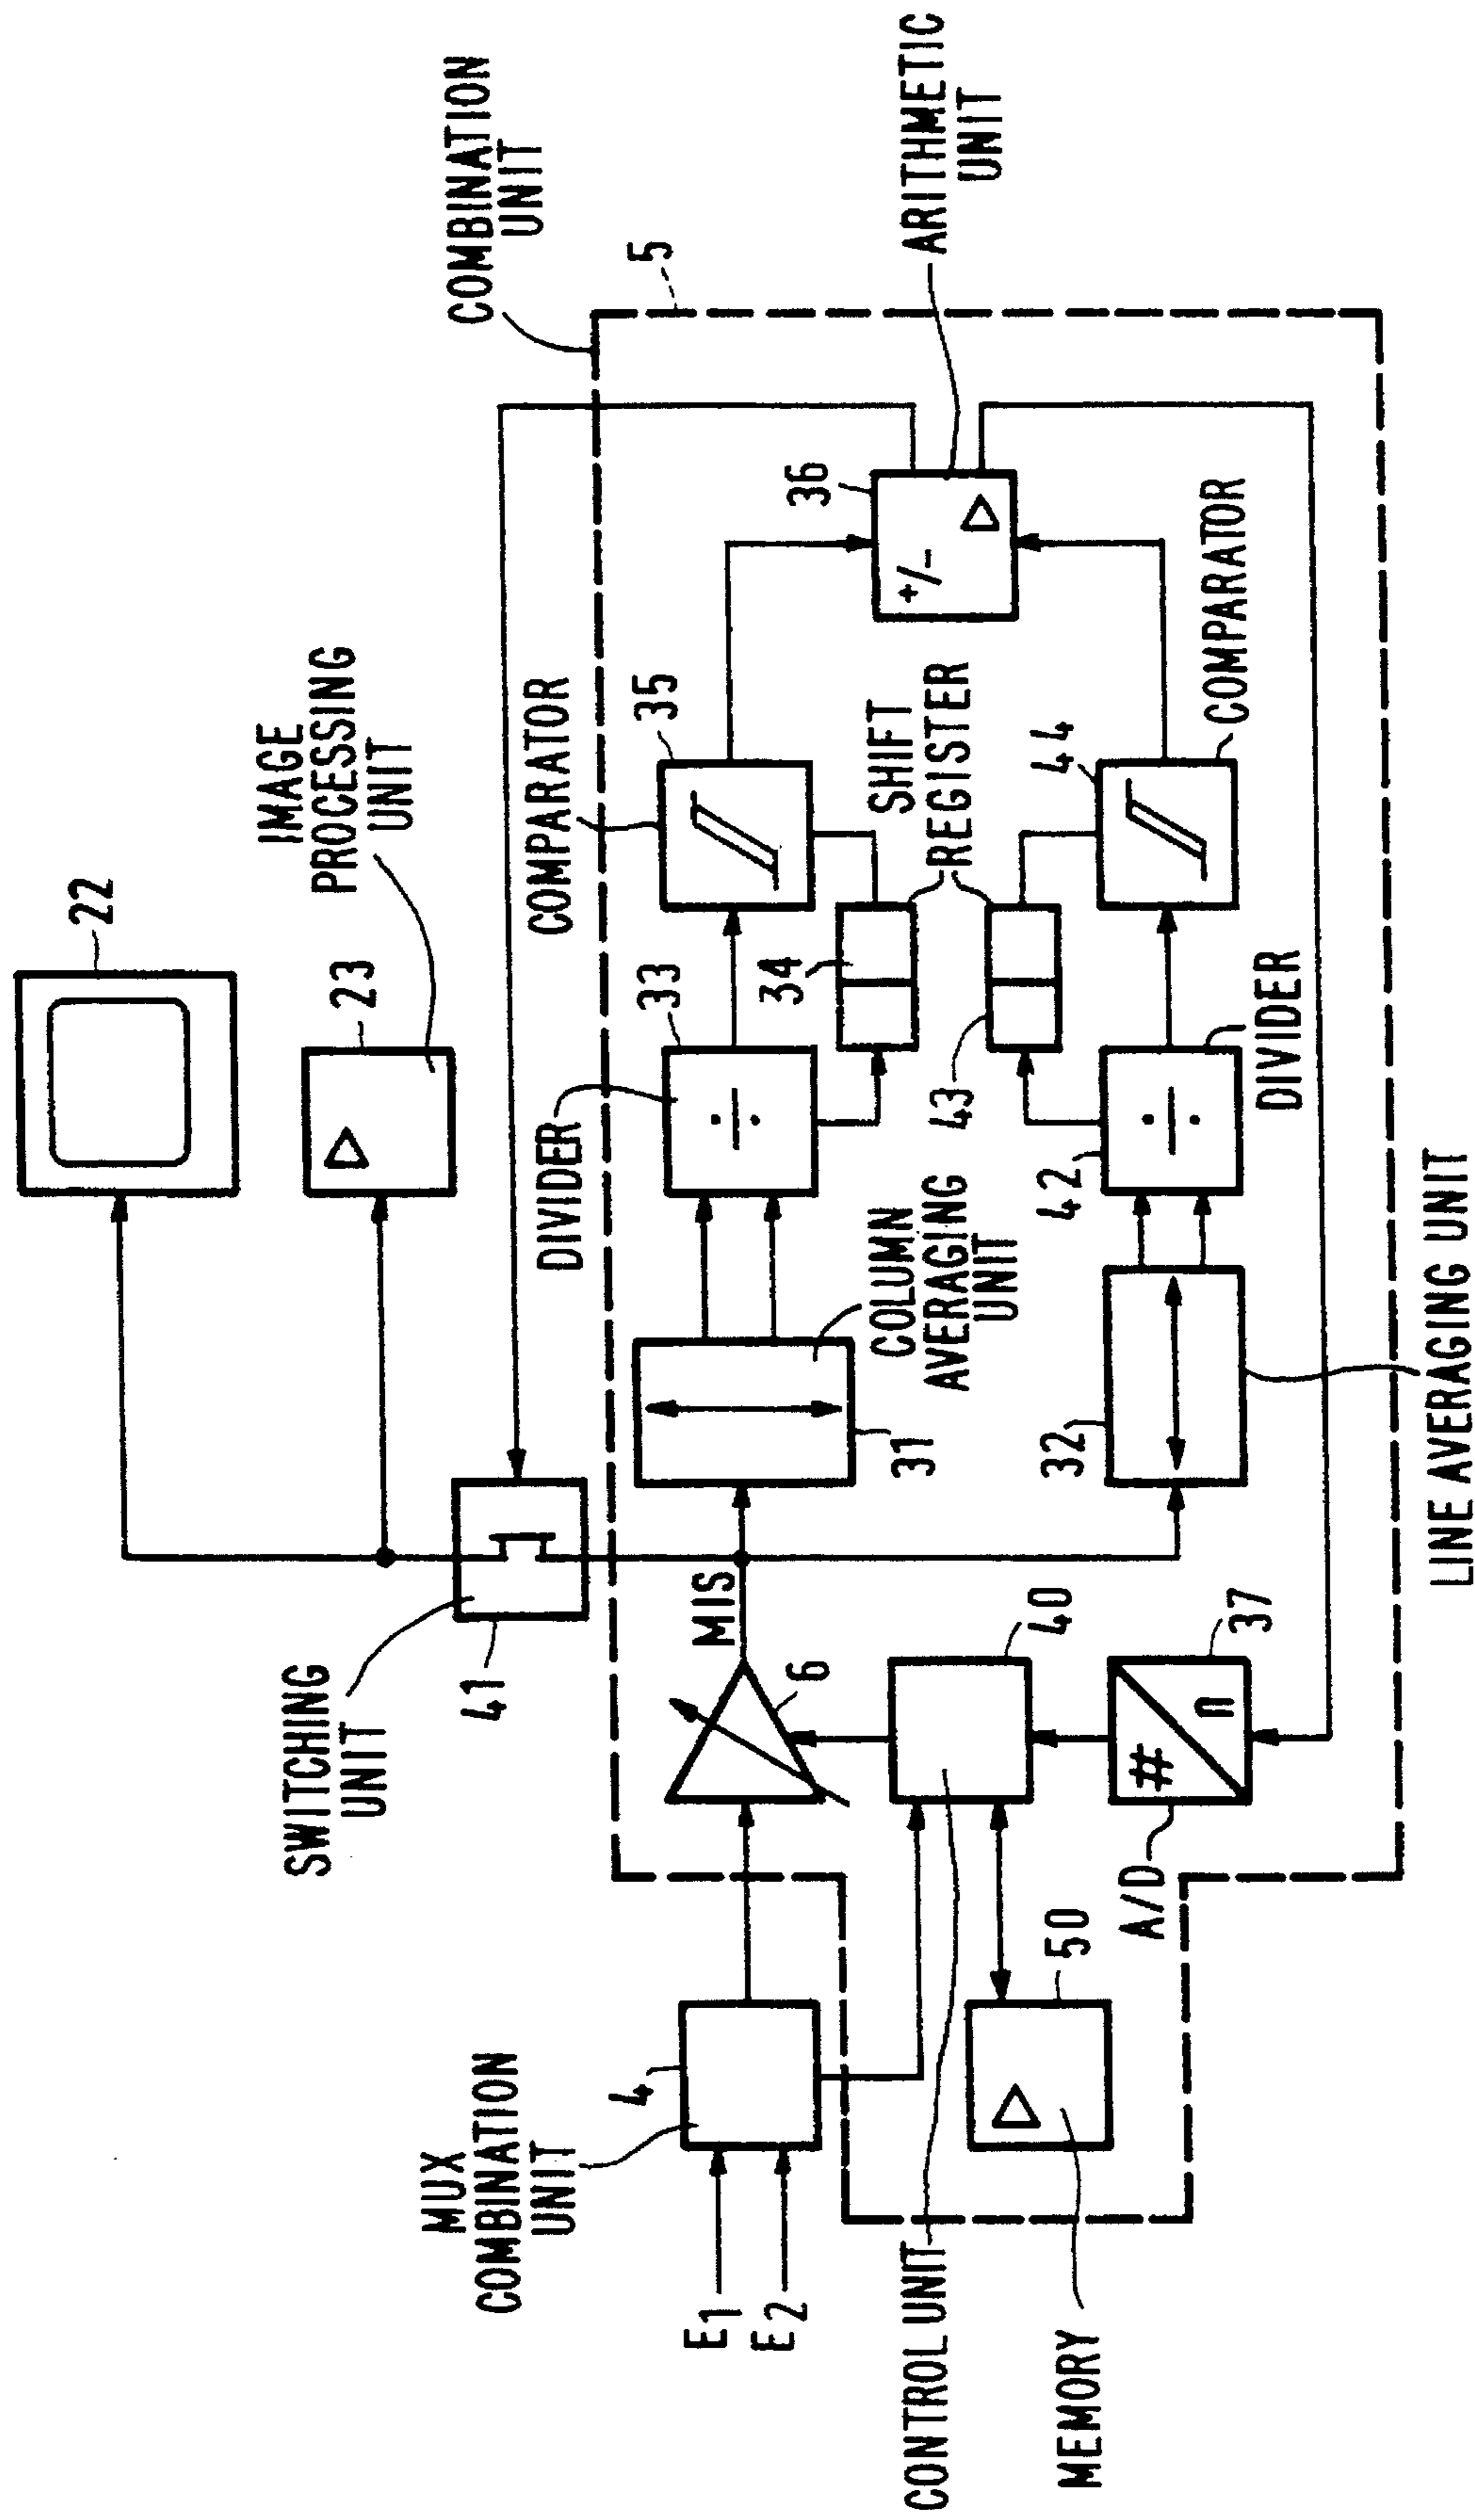 22
IMAGE
PROCESSING
UNIT
23
COMBINATION
UNIT
5
SWITCHING
UNIT
41
COMPARATOR
35
DIVIDER
33
MUX
COMBINATION
UNIT
4
E1
E2
MIS
6
31
COLUMN
AVERAGING
UNIT
34
SHIFT
REGISTER
36
+/-
ARITHMETIC
UNIT
CONTROL UNIT
40
43
44
COMPARATOR
MEMORY
50
A/D
#
n
37
32
42
DIVIDER
LINE AVERAGING UNIT